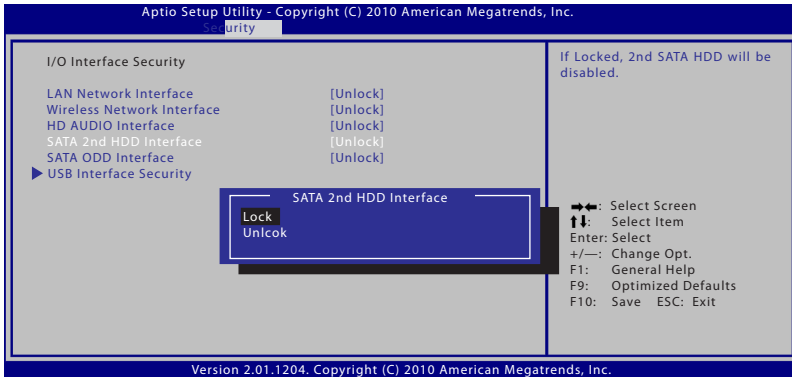 Aptio Setup Utility - Copyright (C) 2010 American Megatrends, Inc.
Security
I/O Interface Security
LAN Network Interface [Unlock]
Wireless Network Interface [Unlock]
HD AUDIO Interface [Unlock]
SATA 2nd HDD Interface [Unlock]
SATA ODD Interface [Unlock]
USB Interface Security
SATA 2nd HDD Interface
Lock
Unlcok
If Locked, 2nd SATA HDD will be
disabled.
→←: Select Screen
↑↓: Select Item
Enter: Select
+/—: Change Opt.
F1: General Help
F9: Optimized Defaults
F10: Save ESC: Exit
Version 2.01.1204. Copyright (C) 2010 American Megatrends, Inc.